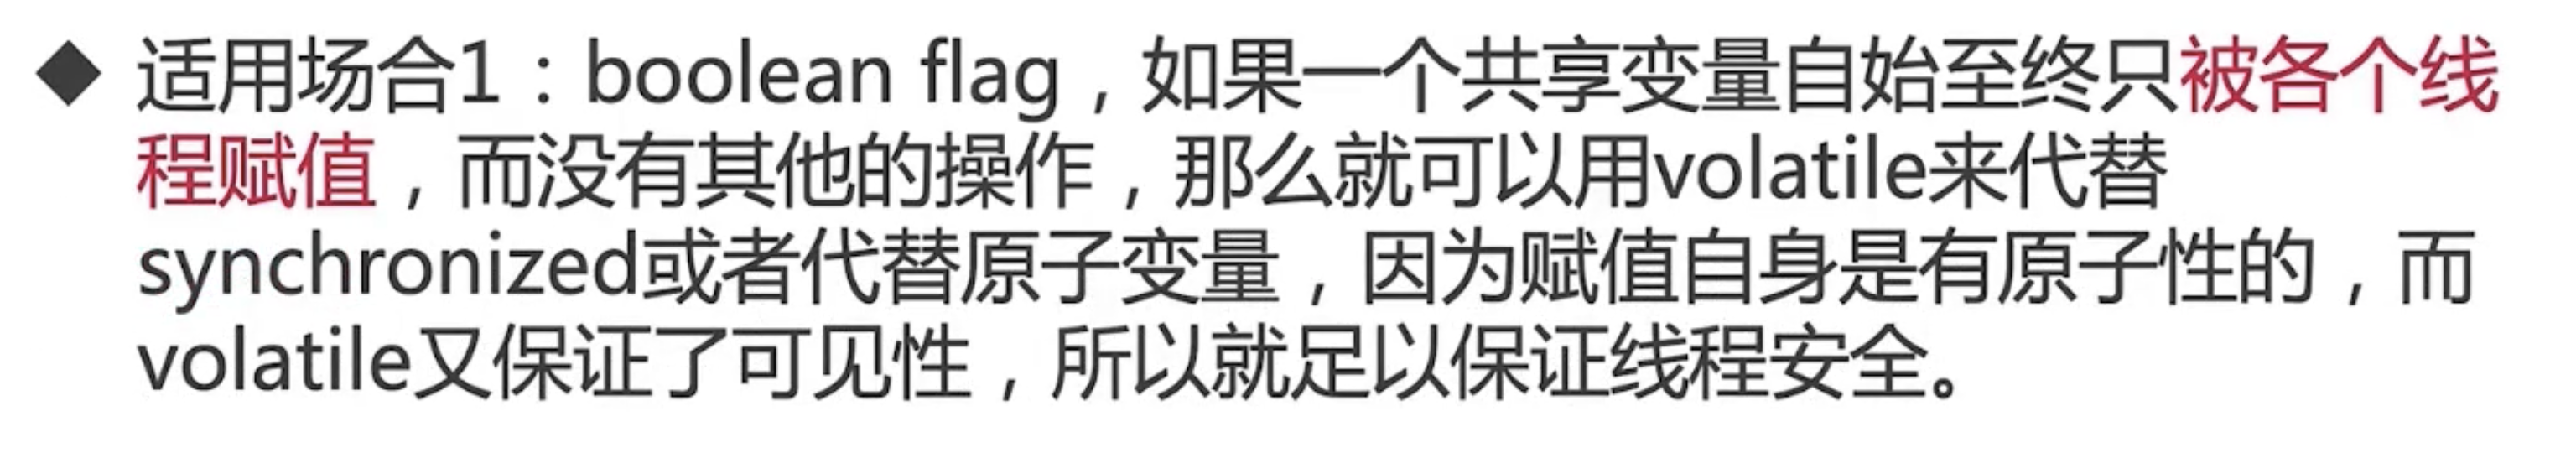 ◆ 适用场合1：boolean flag，如果一个共享变量自始至终只被各个线
程赋值，而没有其他的操作，那么就可以用volatile来代替
synchronized或者代替原子变量，因为赋值自身是有原子性的，而
volatile又保证了可见性，所以就足以保证线程安全。